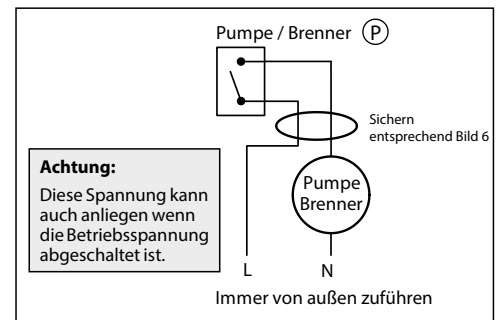 Pumpe / Brenner P
Sichern
entsprechend Bild 6
Achtung:
Diese Spannung kann
auch anliegen wenn
die Betriebsspannung
abgeschaltet ist.
Pumpe
Brenner
L N
Immer von außen zuführen